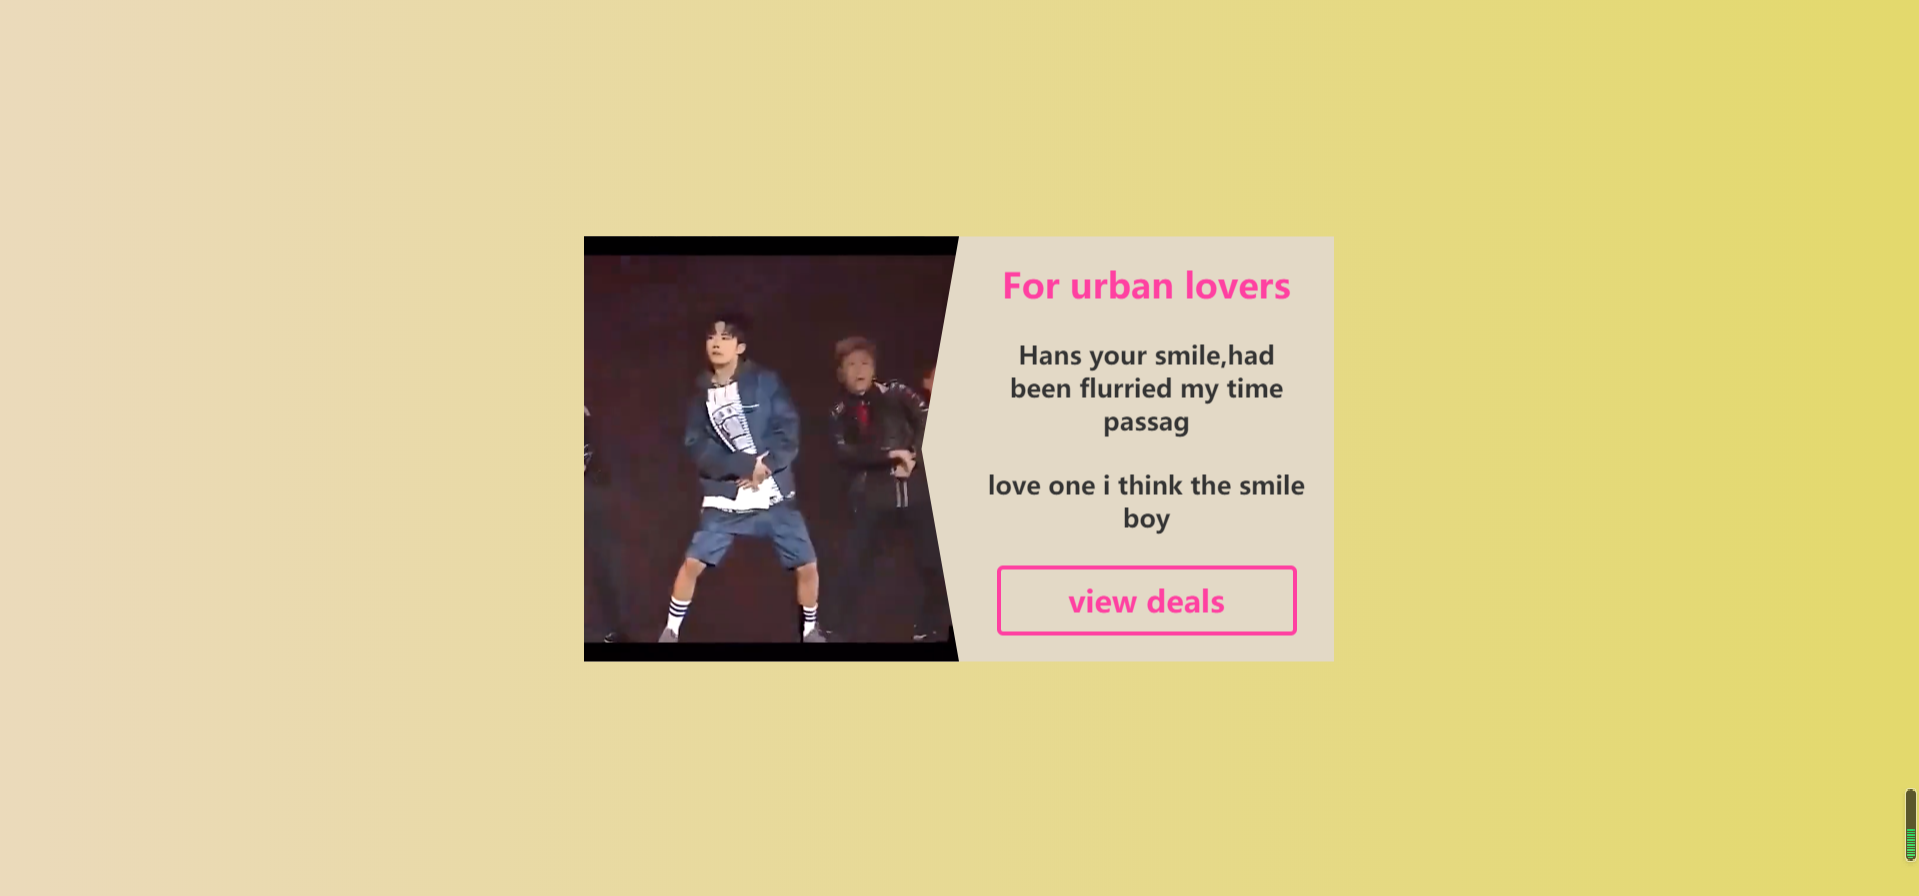 For urban lovers
Hans your smile,had
been flurried my time
passag
love one i think the smile
boy
view deals